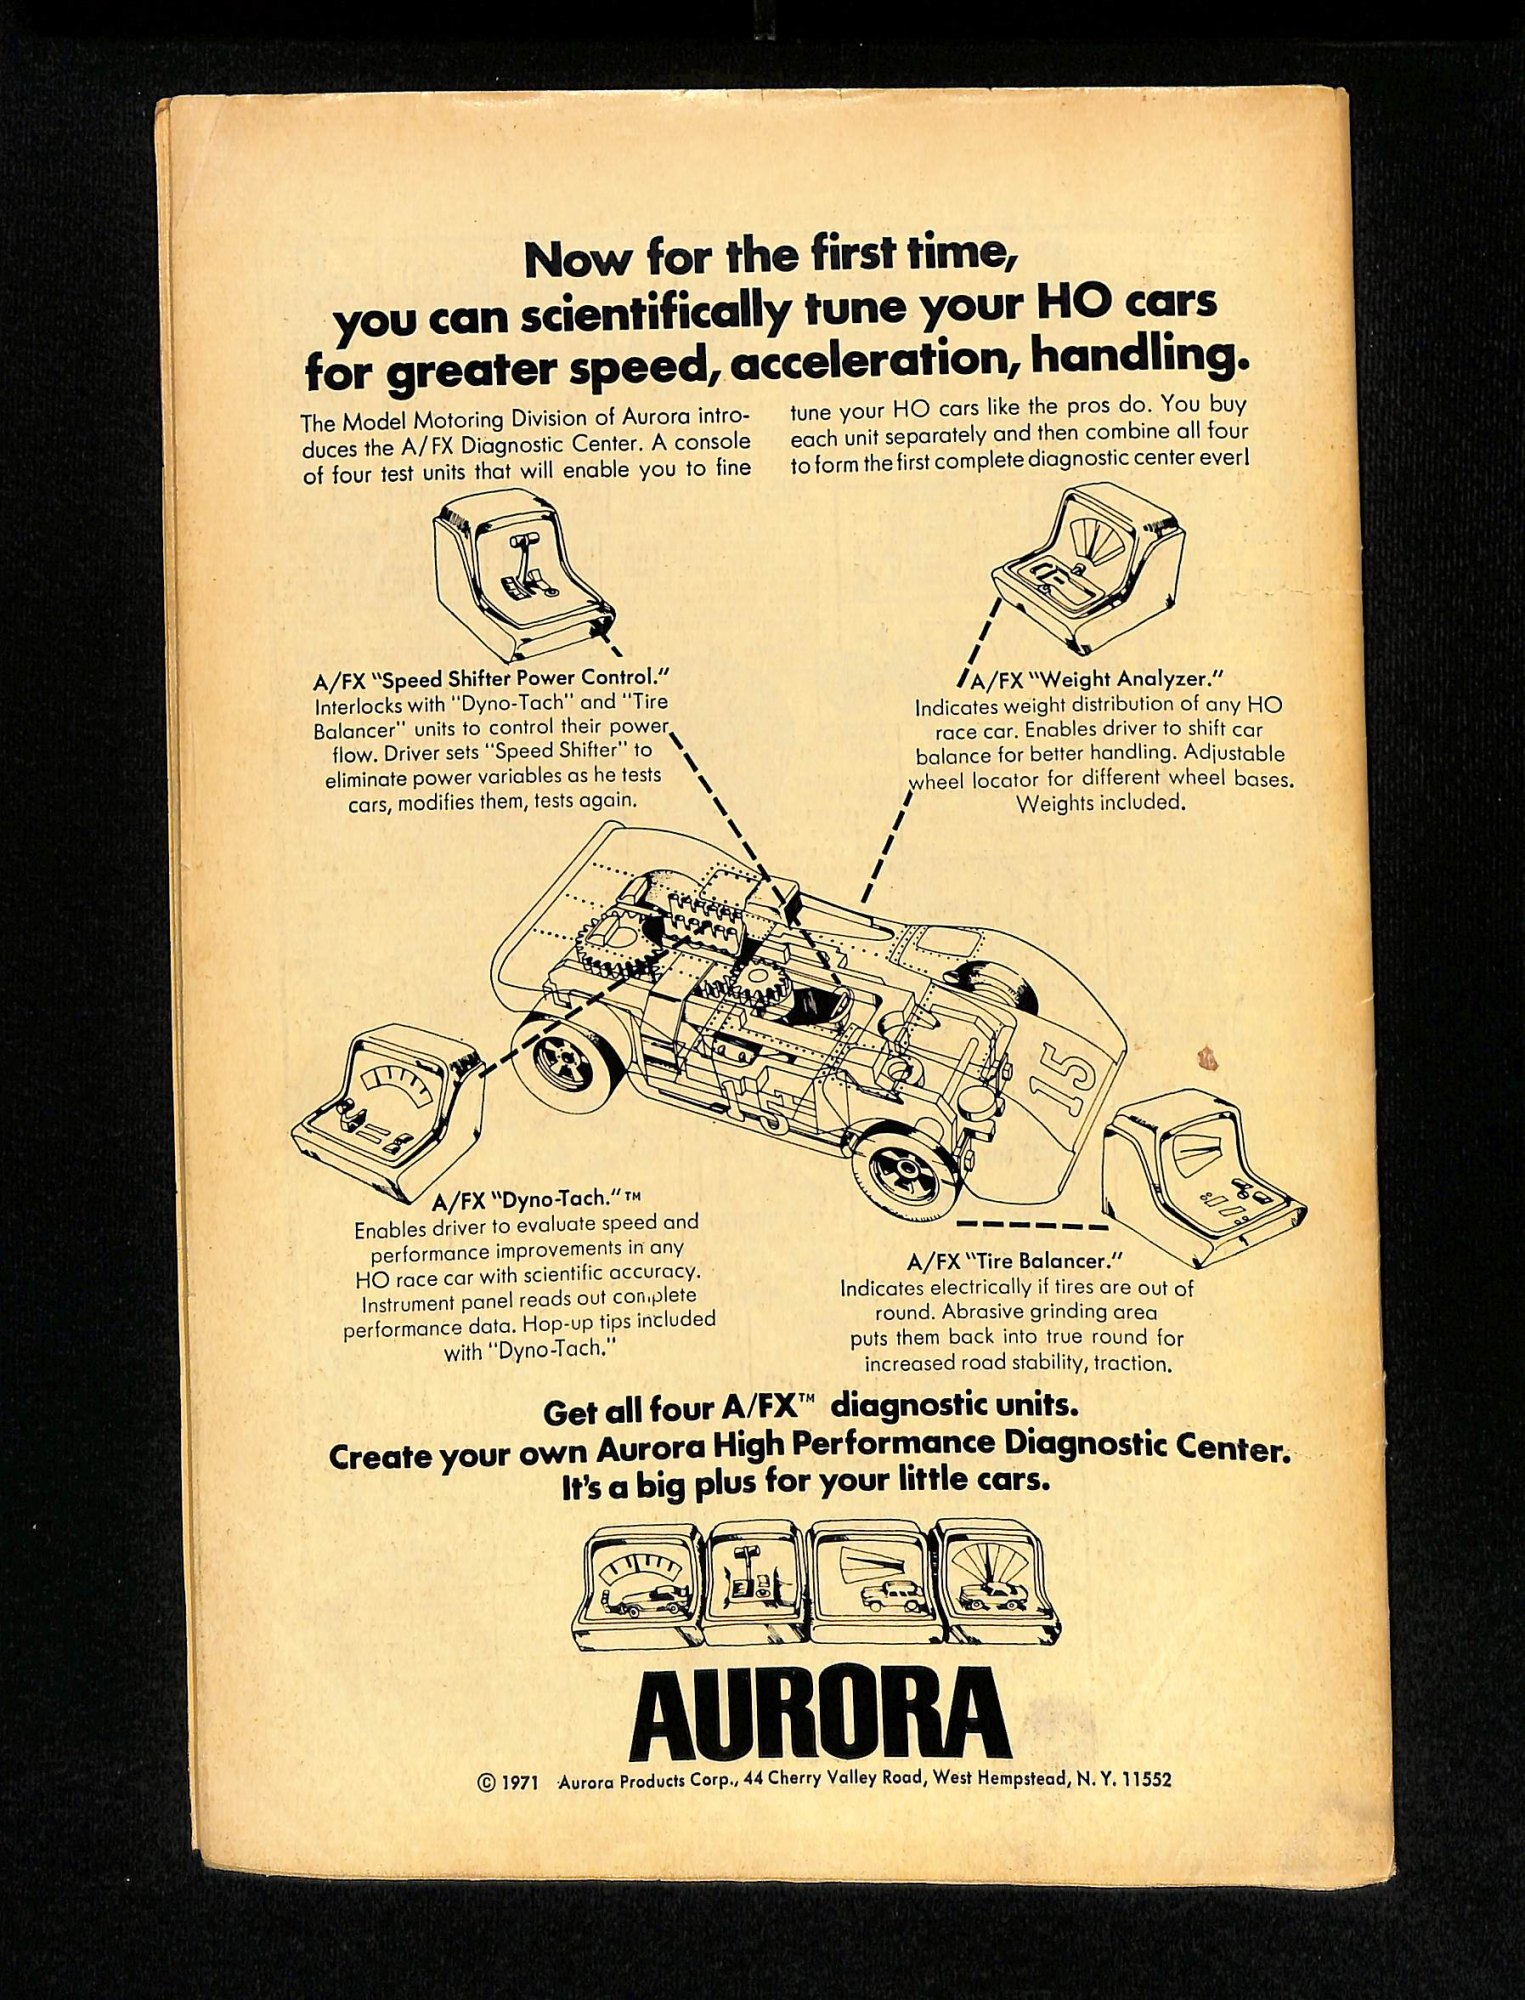 Now for the first time,
you can scientifically tune your HO cars
for greater speed, acceleration, handling.
The Model Motoring Division of Aurora intro-
duces the A/FX Diagnostic Center. A console
of four test units that will enable you to fine
tune your HO cars like the pros do. You buy
each unit separately and then combine all four
to form the first complete diagnostic center ever!
A/FX "Speed Shifter Power Control."
Interlocks with "Dyno-Tach" and "Tire
Balancer" units to control their power
flow. Driver sets "Speed Shifter" to
eliminate power variables as he tests
cars, modifies them, tests again.
A/FX "Weight Analyzer."
Indicates weight distribution of any HO
race car. Enables driver to shift car
balance for better handling. Adjustable
wheel locator for different wheel bases.
Weights included.
15
15
A/FX "Dyno-Tach."™
Enables driver to evaluate speed and
performance improvements in any
HO race car with scientific accuracy.
Instrument panel reads out complete
performance data. Hop-up tips included
with "Dyno-Tach."
A/FX "Tire Balancer."
Indicates electrically if tires are out of
round. Abrasive grinding area
puts them back into true round for
increased road stability, traction.
Get all four A/FX™ diagnostic units.
Create your own Aurora High Performance Diagnostic Center.
It's a big plus for your little cars.
AURORA
© 1971 Aurora Products Corp., 44 Cherry Valley Road, West Hempstead, N. Y. 11552